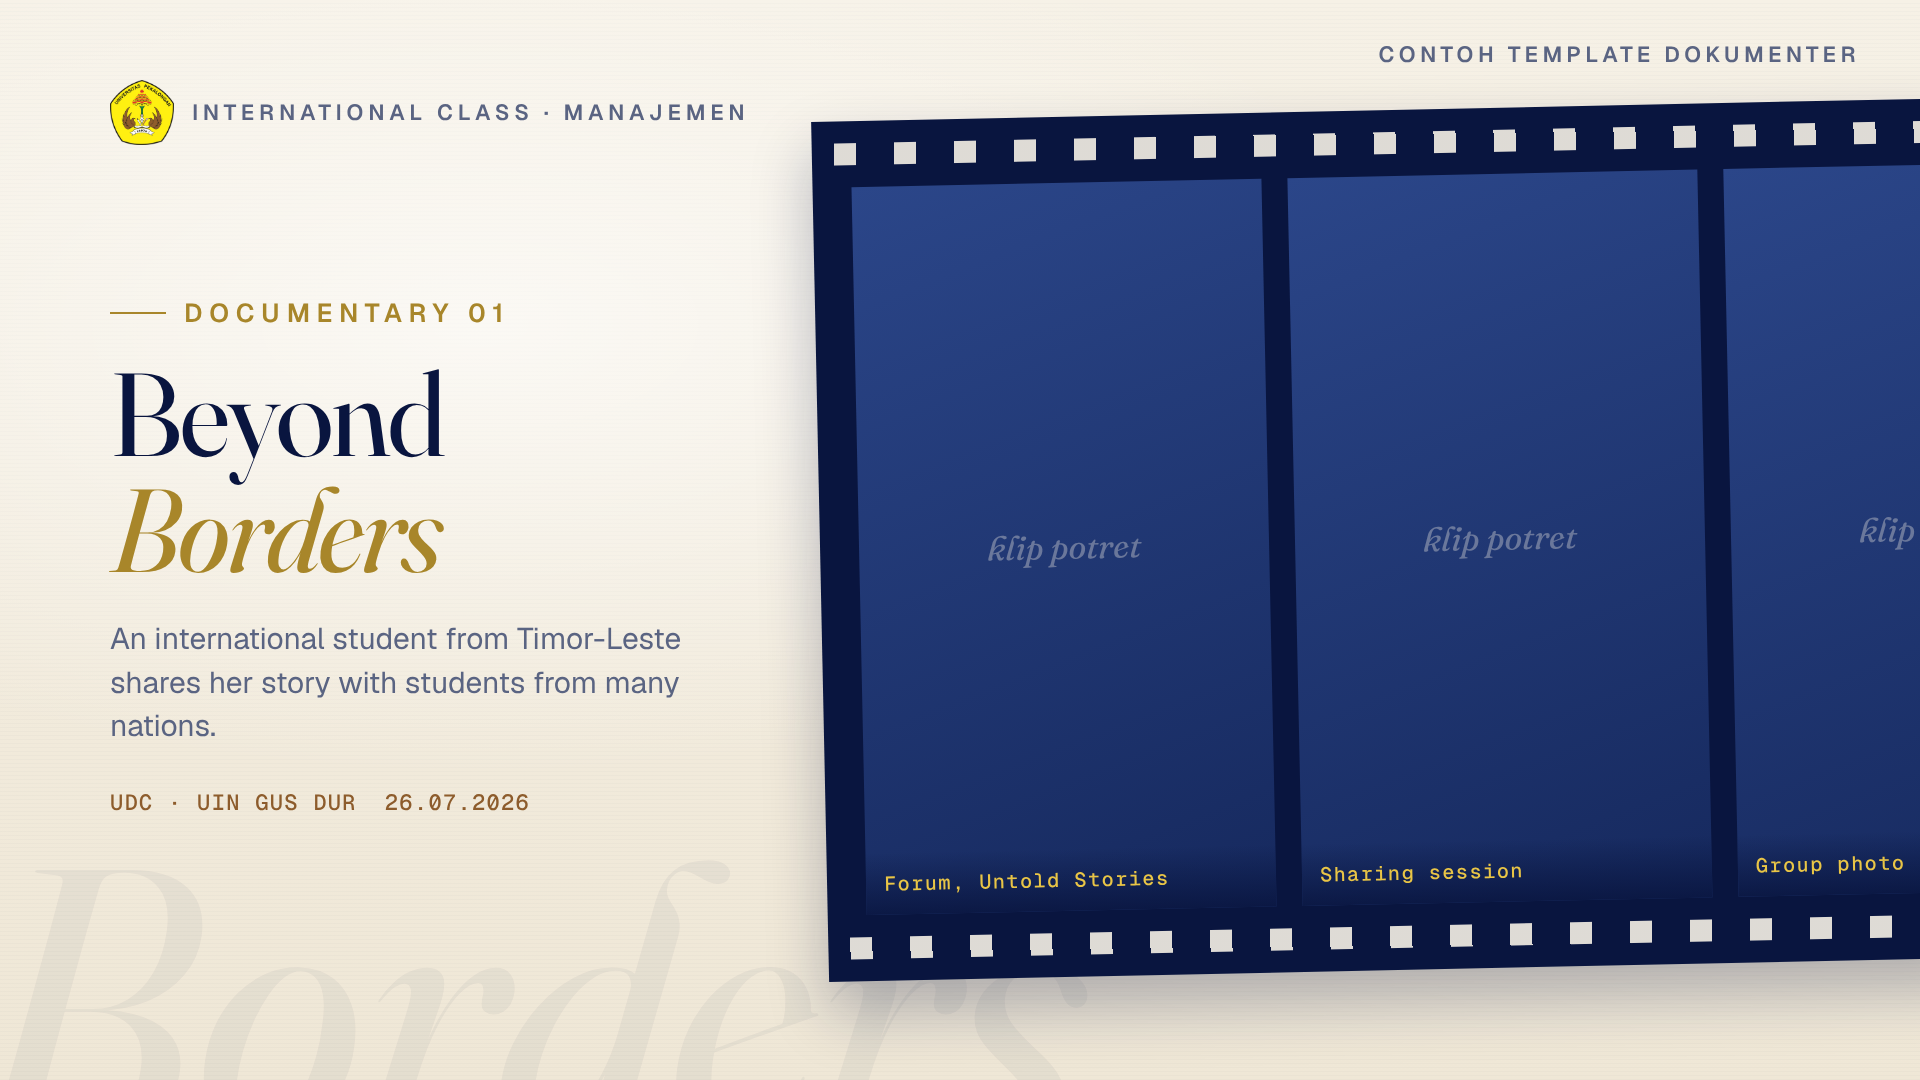 CONTOH TEMPLATE DOKUMENTER
UNIVERSITAS PEKALONGAN
INTERNATIONAL CLASS · MANAJEMEN
DOCUMENTARY 01
Beyond
Borders
An international student from Timor-Leste
shares her story with students from many
nations.
UDC · UIN GUS DUR 26.07.2026
klip potret
klip potret
klip
Forum, Untold Stories
Sharing session
Group photo
Borders